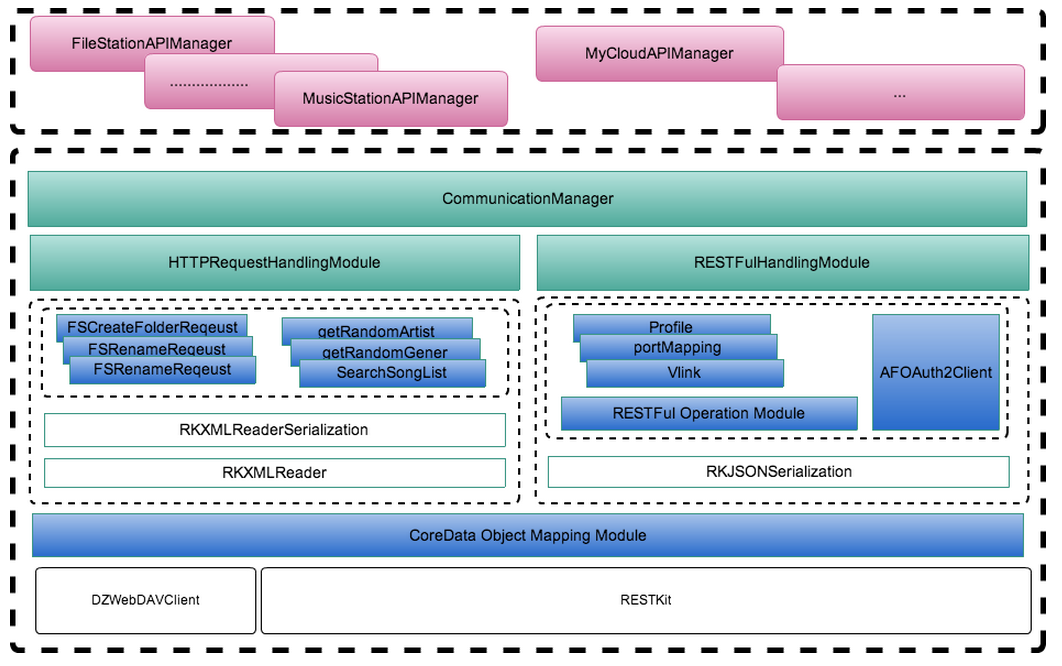 FileStationAPIManager
..................
MusicStationAPIManager
MyCloudAPIManager
...
CommunicationManager
HTTPRequestHandlingModule
RESTFulHandlingModule
FSCreateFolderReqeust
FSRenameReqeust
FSRenameReqeust
getRandomArtist
getRandomGener
SearchSongList
Profile
portMapping
Vlink
AFOAuth2Client
RESTFul Operation Module
RKXMLReaderSerialization
RKXMLReader
RKJSONSerialization
CoreData Object Mapping Module
DZWebDAVClient
RESTKit